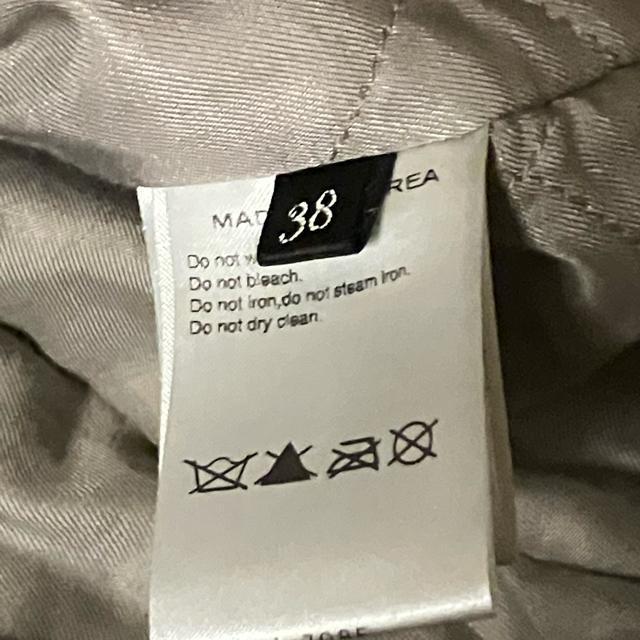 MAD REA
38
Do not w
Do not bleach.
Do not iron,do not steam iron.
Do not dry clean.